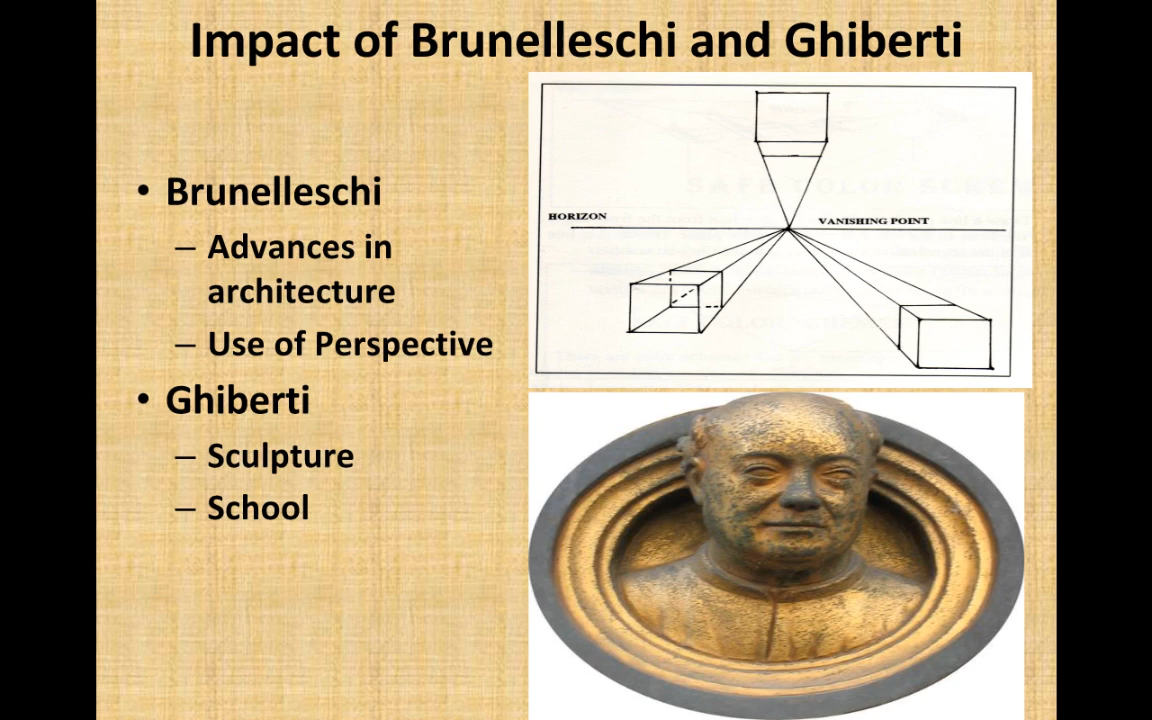 Impact of Brunelleschi and Ghiberti
• Brunelleschi
– Advances in
architecture
– Use of Perspective
• Ghiberti
– Sculpture
– School
HORIZON
VANISHING POINT